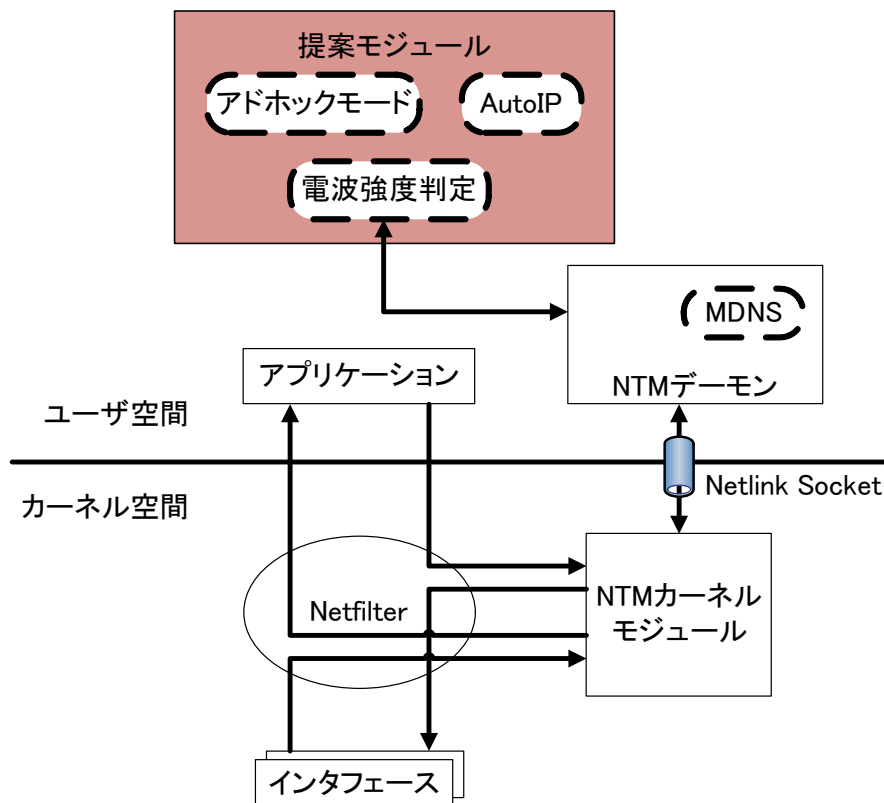 提案モジュール
アドホックモード
AutoIP
電波強度判定
MDNS
NTMデーモン
アプリケーション
ユーザ空間
カーネル空間
Netlink Socket
Netfilter
NTMカーネル
モジュール
インタフェース